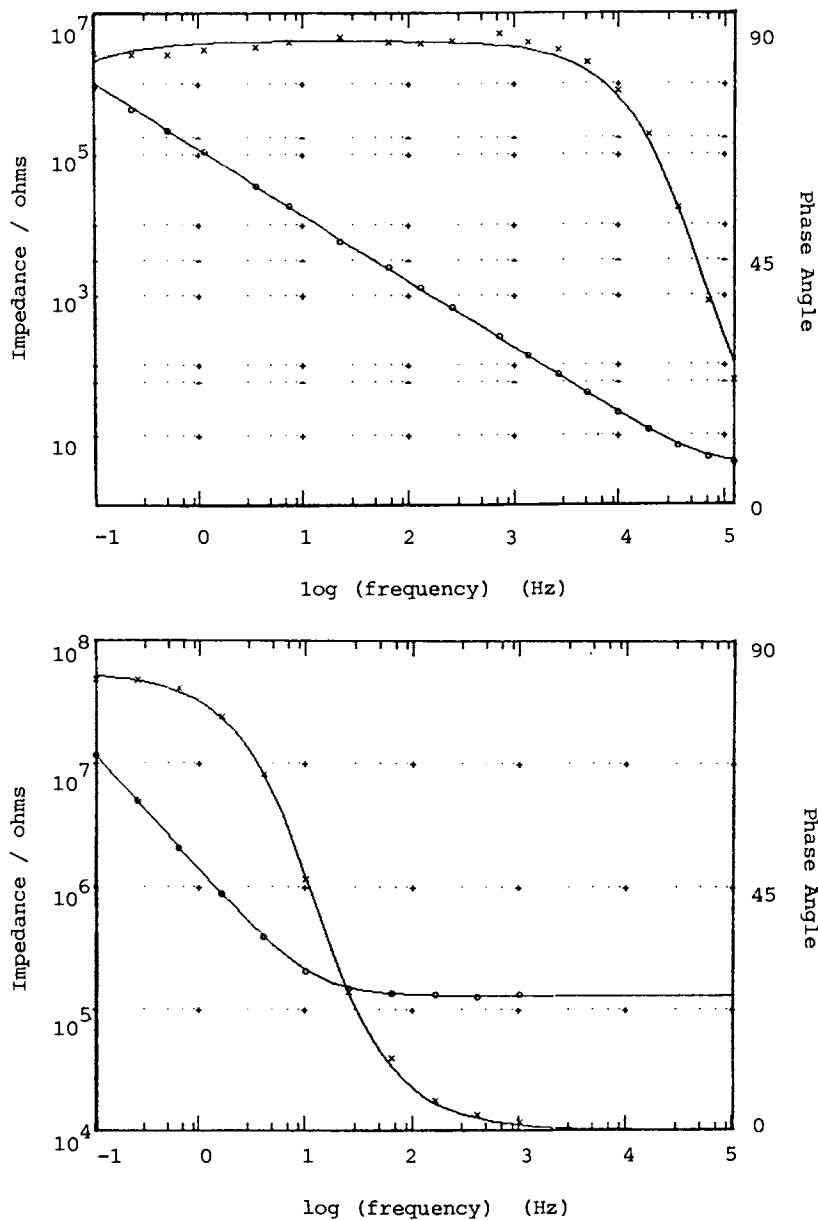 10^7
10^5
10^3
10
Impedance / ohms
90
45
0
Phase Angle
-1 0 1 2 3 4 5
log (frequency) (Hz)
10^8
10^7
10^6
10^5
10^4
Impedance / ohms
90
45
0
Phase Angle
-1 0 1 2 3 4 5
log (frequency) (Hz)